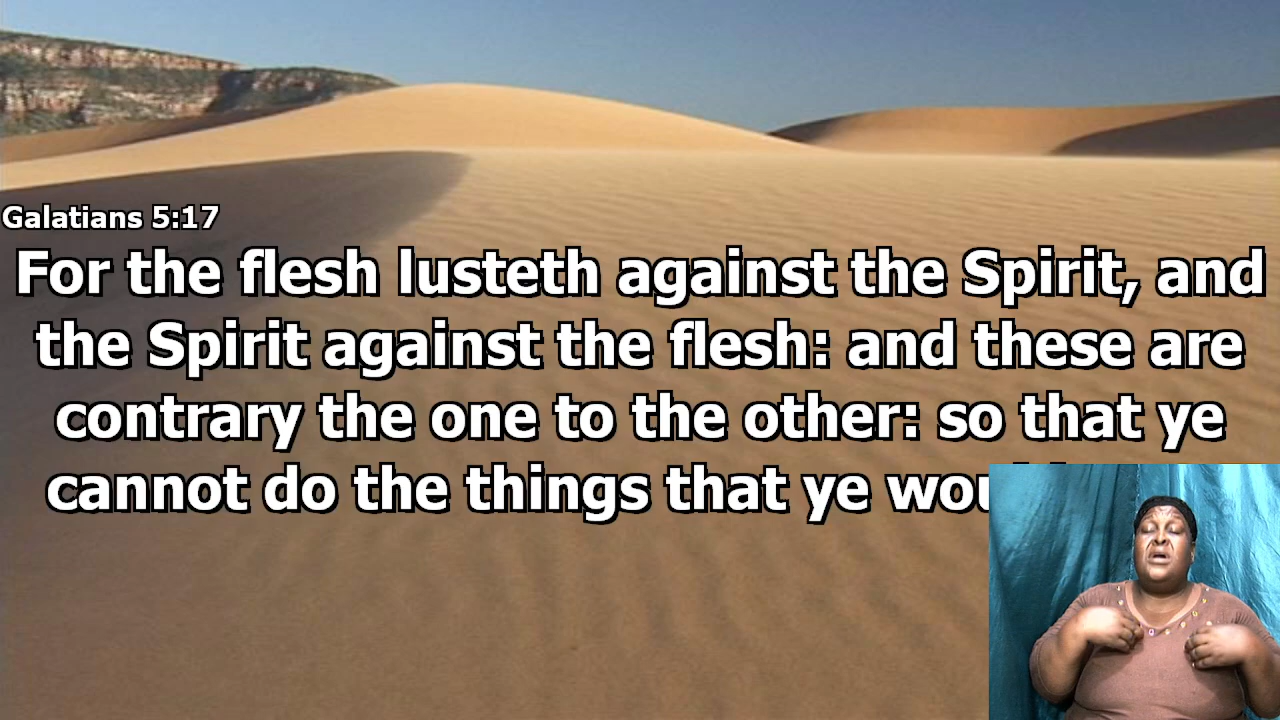 Galatians 5:17
For the flesh lusteth against the Spirit, and
the Spirit against the flesh: and these are
contrary the one to the other: so that ye
cannot do the things that ye